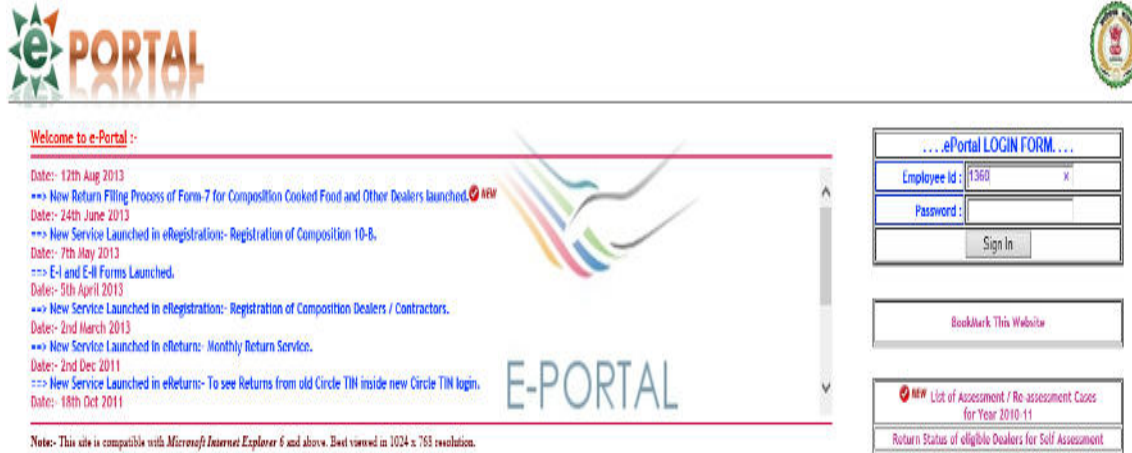 e PORTAL
Welcome to e-Portal :-
Date:- 12th Aug 2013
==> New Return Filing Process of Form-7 for Composition Cooked Food and Other Dealers launched. NEW
Date:- 24th June 2013
==> New Service Launched in eRegistration:- Registration of Composition 10-B.
Date:- 7th May 2013
==> E-I and E-II Forms Launched.
Date:- 5th April 2013
==> New Service Launched in eRegistration:- Registration of Composition Dealers / Contractors.
Date:- 2nd March 2013
==> New Service Launched in eReturn:- Monthly Return Service.
Date:- 2nd Dec 2011
==> New Service Launched in eReturn:- To see Returns from old Circle TIN inside new Circle TIN login.
Date:- 18th Oct 2011
E-PORTAL
Note:- This site is compatible with Microsoft Internet Explorer 6 and above. Best viewed in 1024 x 768 resolution.
. . . .ePortal LOGIN FORM. . . .
Employee Id : 1360 x
Password :
Sign In
BookMark This Website
NEW List of Assessment / Re-assessment Cases
for Year 2010-11
Return Status of eligible Dealers for Self Assessment